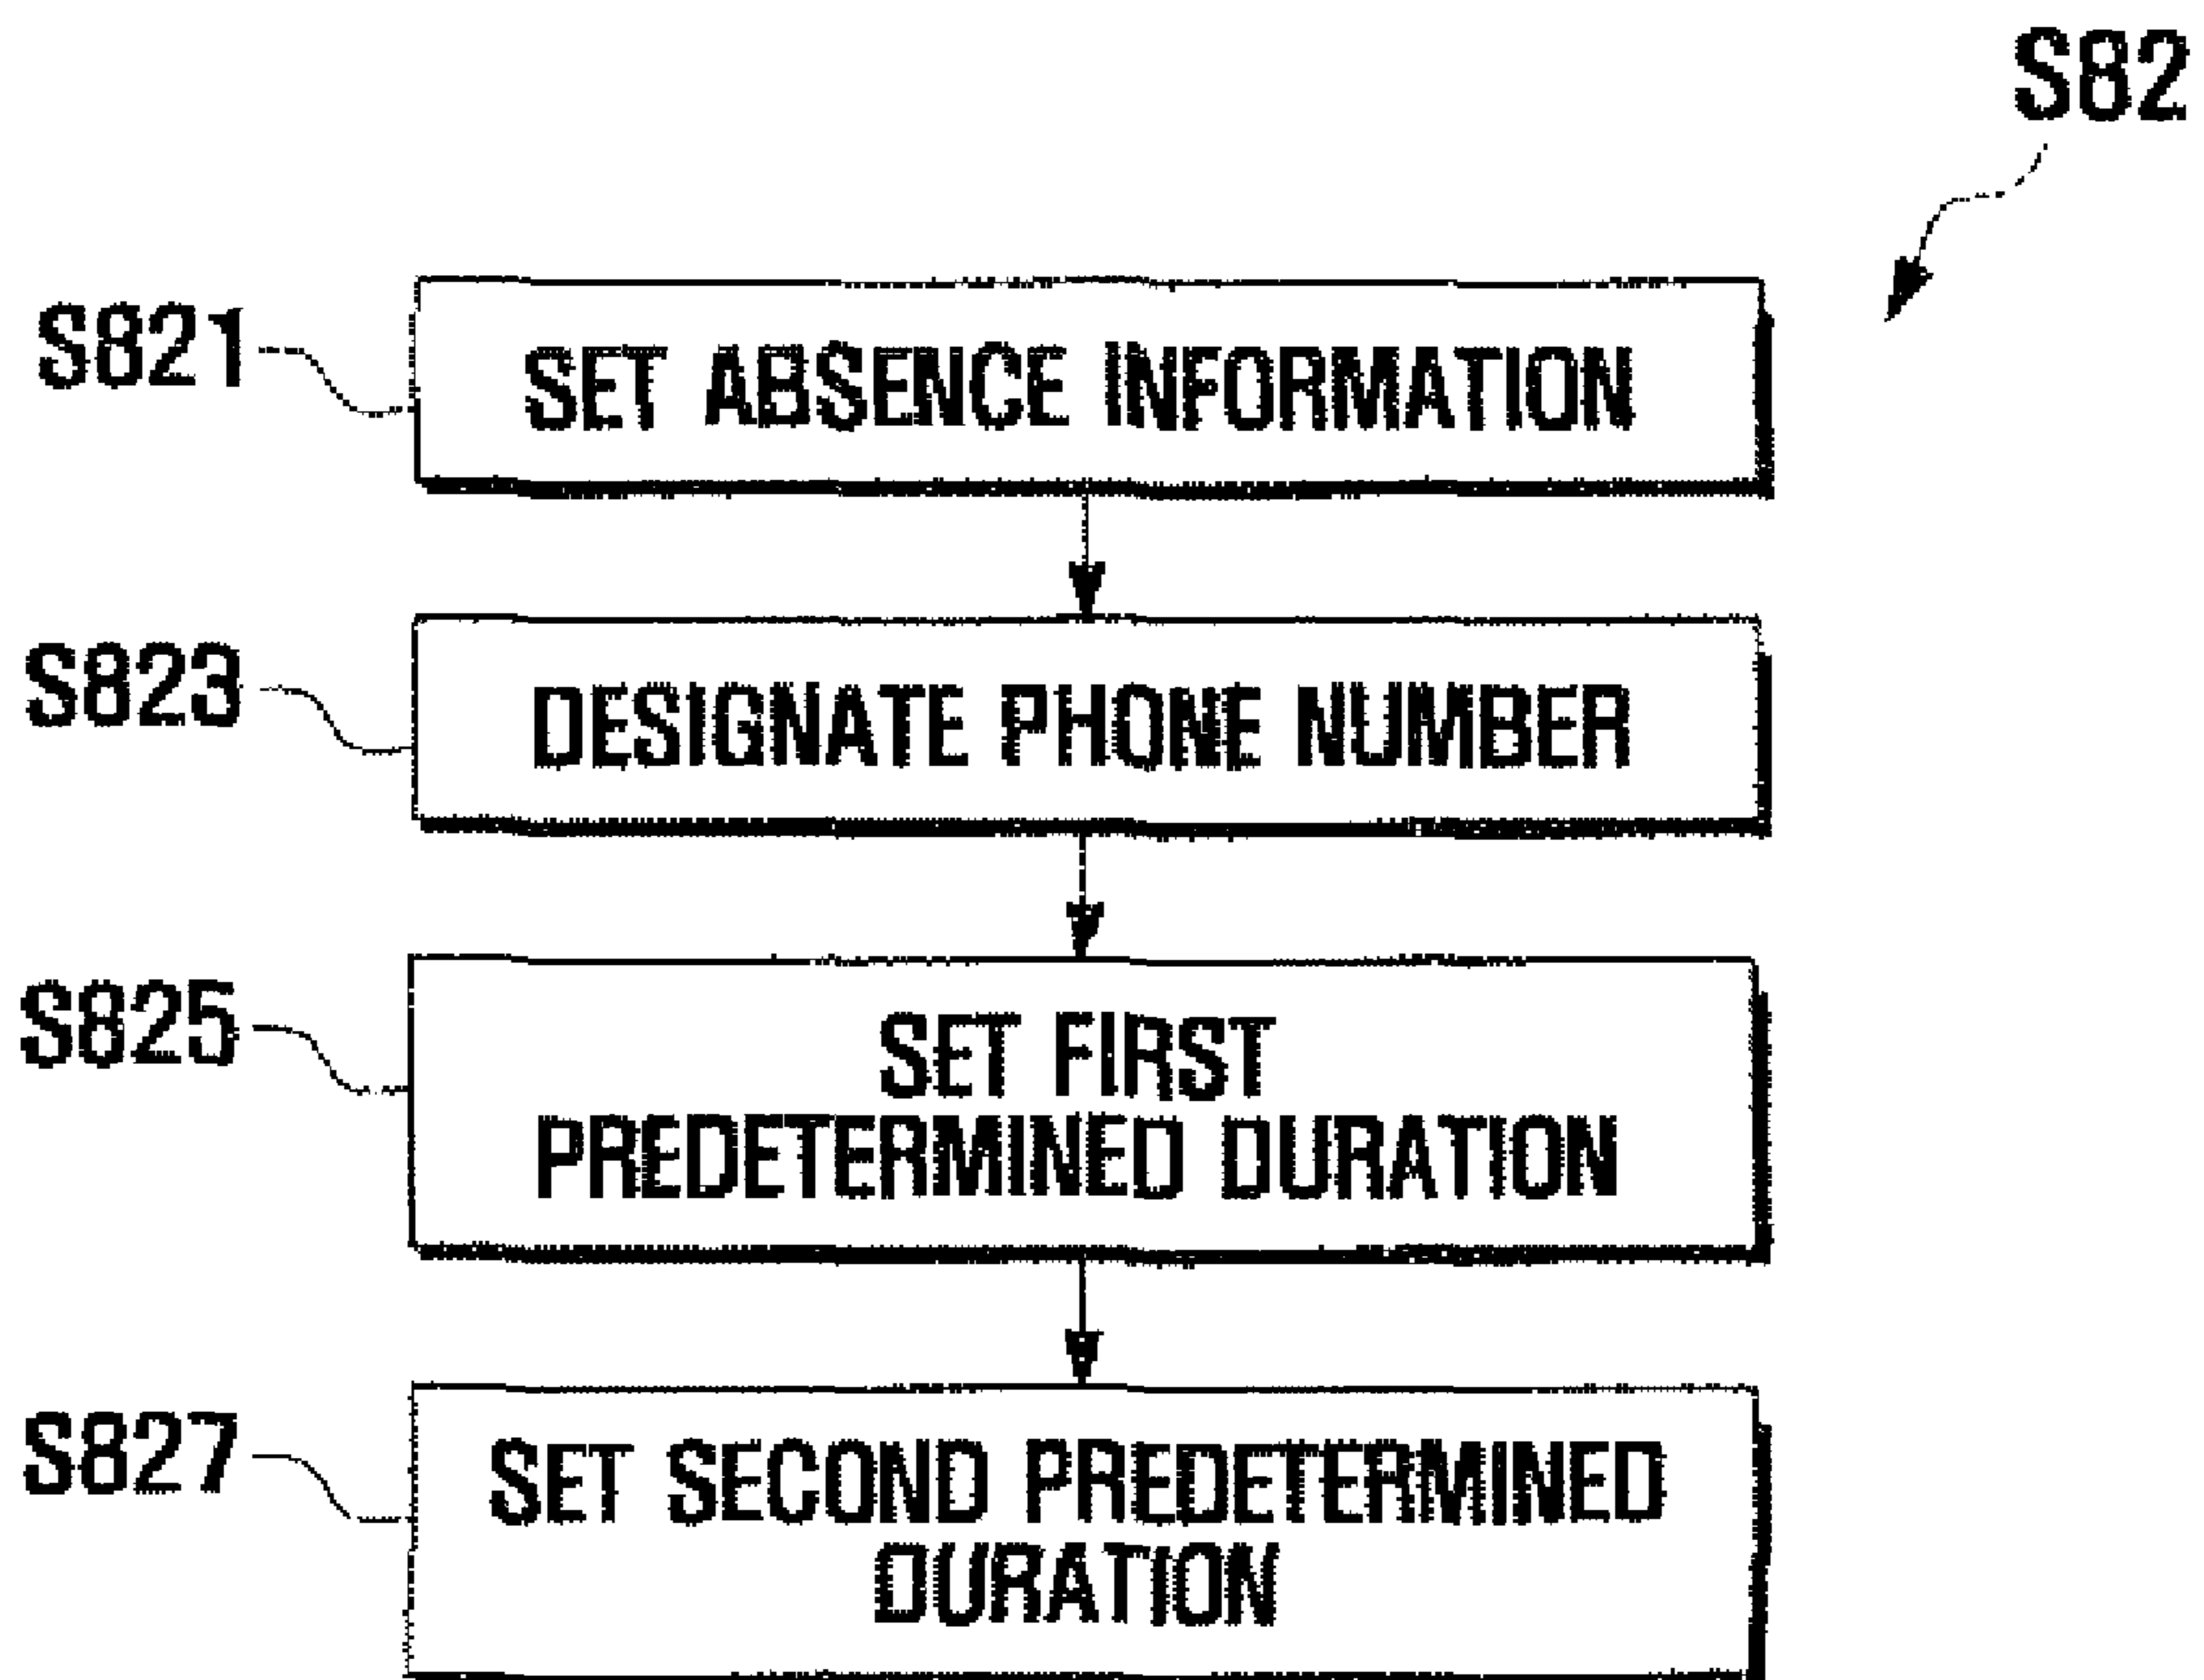 S82
S821
SET ABSENCE INFORMATION
S823
DESIGNATE PHONE NUMBER
S825
SET FIRST
PREDETERMINED DURATION
S827
SET SECOND PREDETERMINED
DURATION